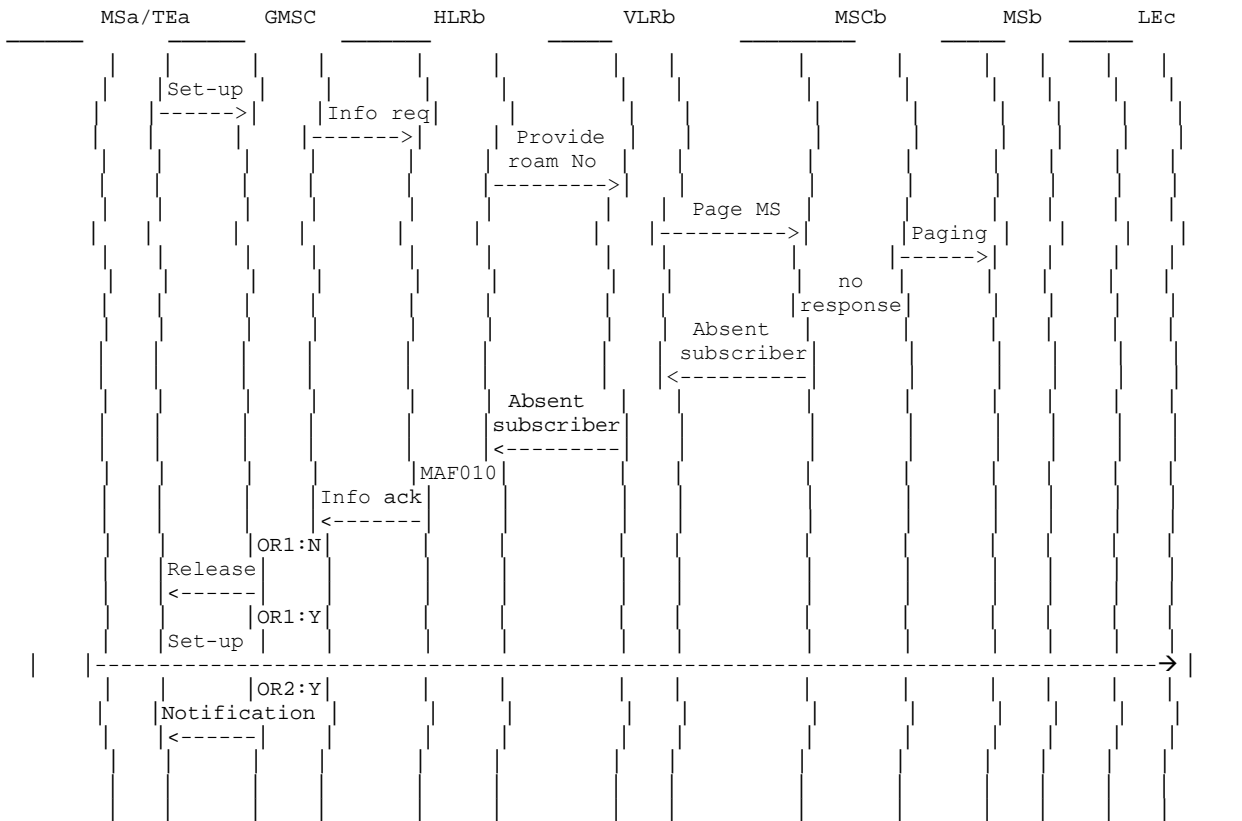 MSa/TEa GMSC HLRb VLRb MSCb MSb LEc
Set-up
Info req
Provide
roam No
Page MS
Paging
no
response
Absent
subscriber
Absent
subscriber
MAF010
Info ack
OR1:N
Release
OR1:Y
Set-up
OR2:Y
Notification